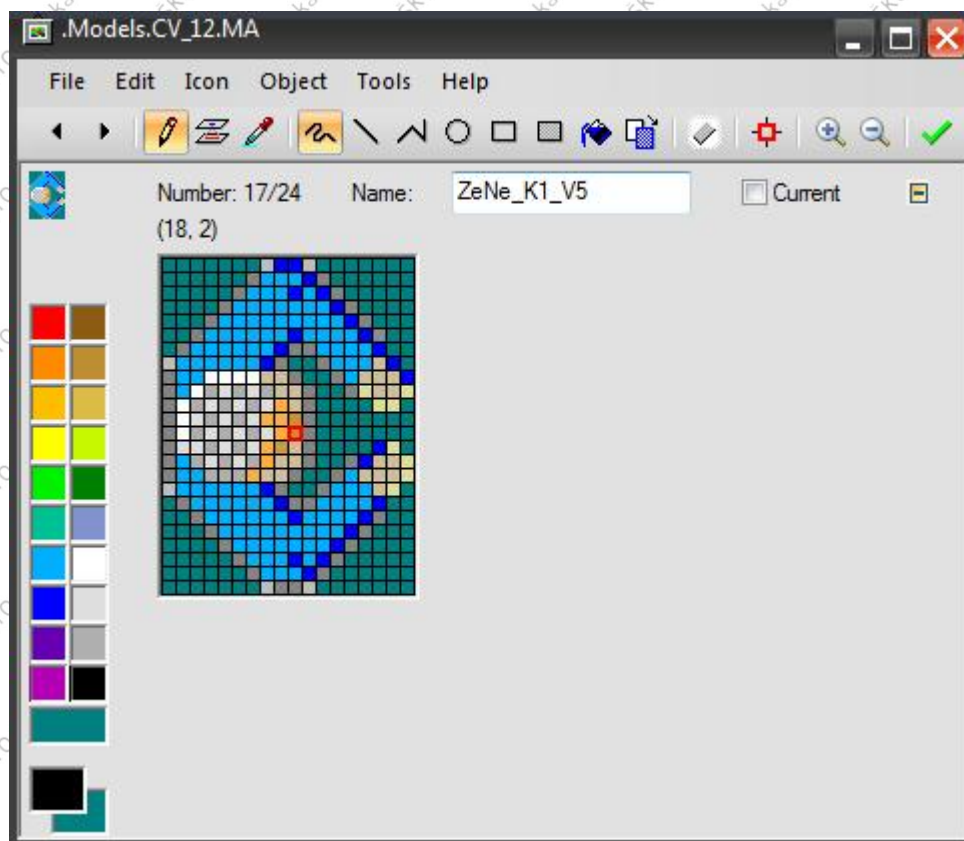 .Models.CV_12.MA
File Edit Icon Object Tools Help
Number: 17/24 Name: ZeNe_K1_V5 Current
(18, 2)